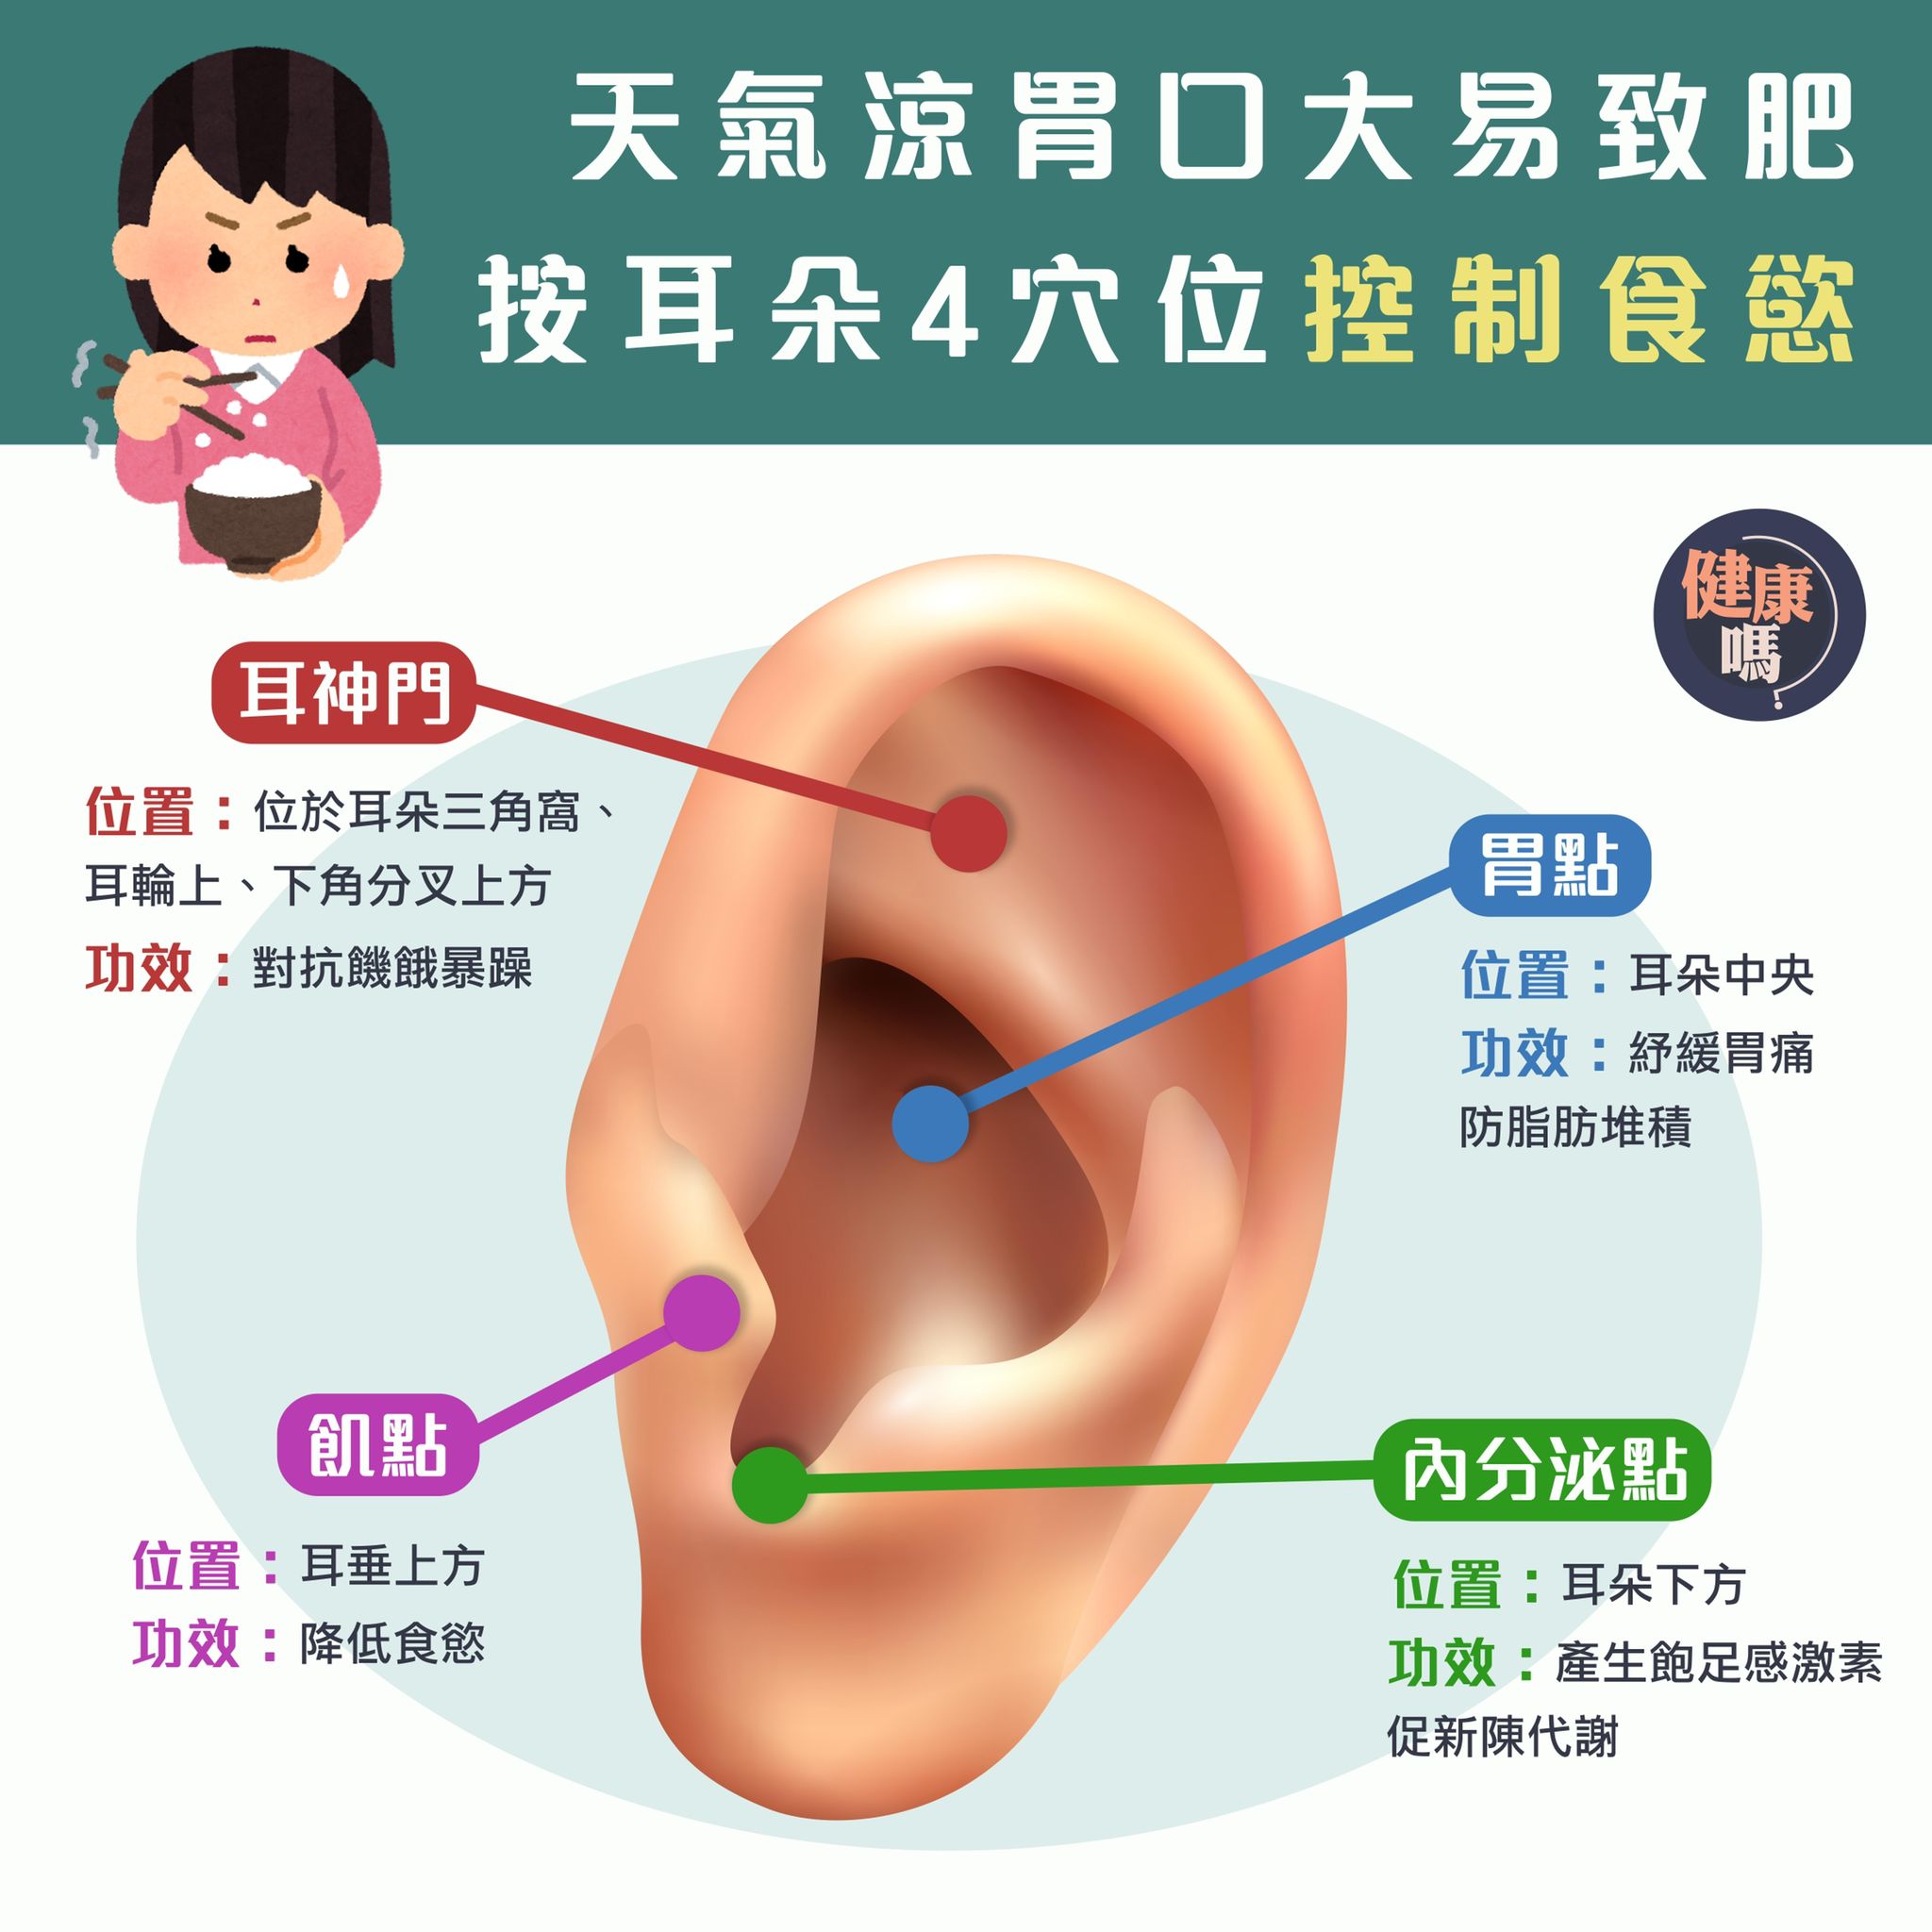 天氣涼胃口大易致肥
按耳朵4穴位控制食慾
健康
嗎
?
耳神門
位置：位於耳朵三角窩、
耳輪上、下角分叉上方
功效：對抗饑餓暴躁
胃點
位置：耳朵中央
功效：紓緩胃痛
防脂肪堆積
飢點
位置：耳垂上方
功效：降低食慾
內分泌點
位置：耳朵下方
功效：產生飽足感激素
促新陳代謝